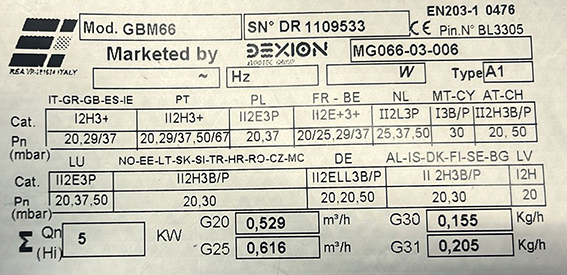 EN203-1 0476
Mod. GBM66 SN° DR 1109533 CE Pin.N° BL3305
Marketed by DEXION MG066-03-006
ITALY
~ Hz W Type A1
IT-GR-GB-ES-IE PT PL FR - BE NL MT-CY AT-CH
Cat. I2H3+ II2H3+ II2E3P II2E+3+ II2L3P I3B/P II2H3B/P
Pn (mbar) 20,29/37 20,29/37,50/67 20,37 20/25,29/37 25,37,50 30 20, 50
LU NO-EE-LT-SK-SI-TR-HR-RO-CZ-MC DE AL-IS-DK-FI-SE-BG LV
Cat. II2E3P II2H3B/P II2ELL3B/P II 2H3B/P I2H
Pn (mbar) 20,37,50 20,30 20,20,50 20,30 20
Σ Qn (Hi) 5 KW G20 0,529 m³/h G30 0,155 Kg/h
G25 0,616 m³/h G31 0,205 Kg/h